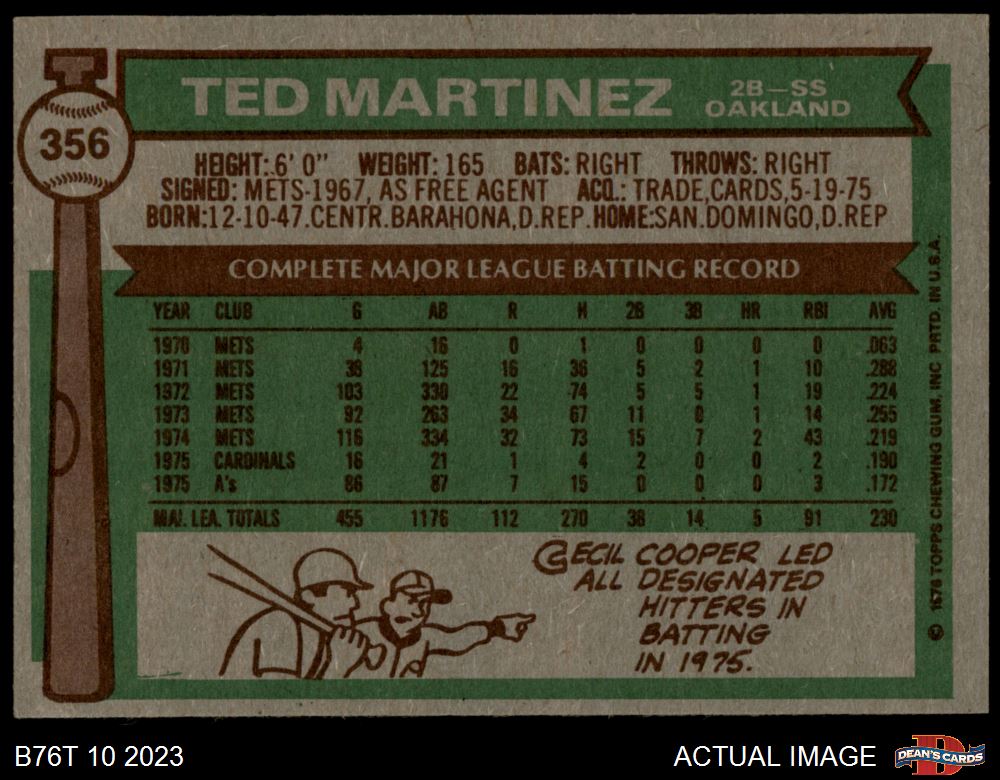 TED MARTINEZ 2B—SS
OAKLAND
356
HEIGHT: 6' 0" WEIGHT: 165 BATS: RIGHT THROWS: RIGHT
SIGNED: METS-1967, AS FREE AGENT ACQ.: TRADE,CARDS,5-19-75
BORN:12-10-47.CENTR.BARAHONA,D.REP.HOME:SAN.DOMINGO,D.REP
COMPLETE MAJOR LEAGUE BATTING RECORD
YEAR CLUB G AB R H 2B 3B HR RBI AVG
1970 METS 4 16 0 1 0 0 0 0 .063
1971 METS 38 125 16 36 5 2 1 10 .288
1972 METS 103 330 22 74 5 5 1 19 .224
1973 METS 92 263 34 67 11 0 1 14 .255
1974 METS 116 334 32 73 15 7 2 43 .219
1975 CARDINALS 16 21 1 4 2 0 0 2 .190
1975 A's 86 87 7 15 0 0 0 3 .172
MAJ. LEA. TOTALS 455 1176 112 270 38 14 5 91 230
CECIL COOPER LED
ALL DESIGNATED
HITTERS IN
BATTING
IN 1975.
© 1976 TOPPS CHEWING GUM, INC PRTD. IN U.S.A.
B76T 10 2023 ACTUAL IMAGE
DEAN'S CARDS